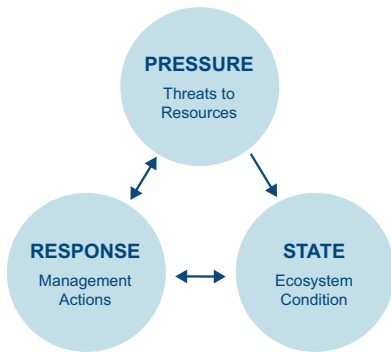 PRESSURE
Threats to
Resources
RESPONSE
Management
Actions
STATE
Ecosystem
Condition